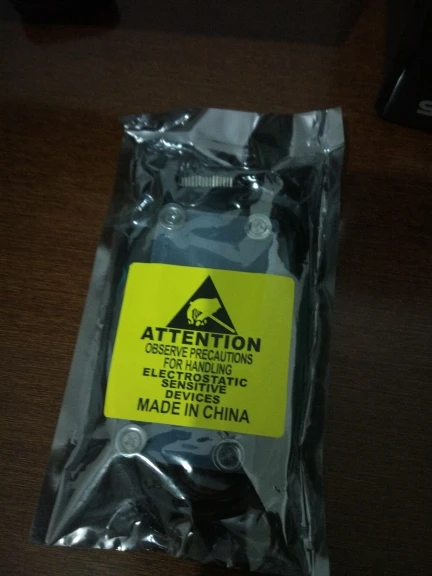 ATTENTION
OBSERVE PRECAUTIONS
FOR HANDLING
ELECTROSTATIC
SENSITIVE
DEVICES
MADE IN CHINA